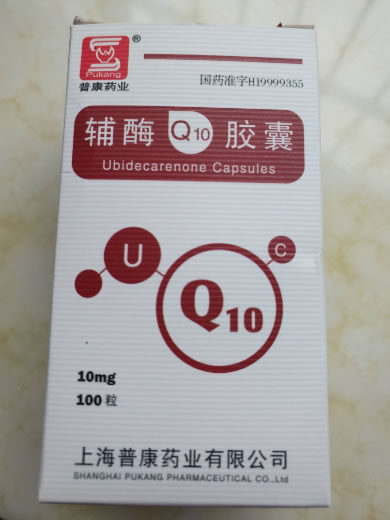 Pukang
®
普康药业
国药准字H19999355
辅酶Q10胶囊
Ubidecarenone Capsules
U
C
Q10
10mg
100粒
上海普康药业有限公司
SHANGHAI PUKANG PHARMACEUTICAL CO.,Ltd